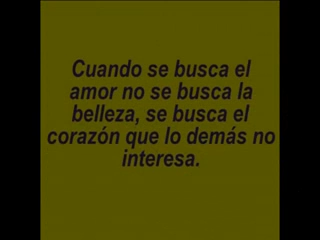 Cuando se busca el
amor no se busca la
belleza, se busca el
corazón que lo demás no
interesa.